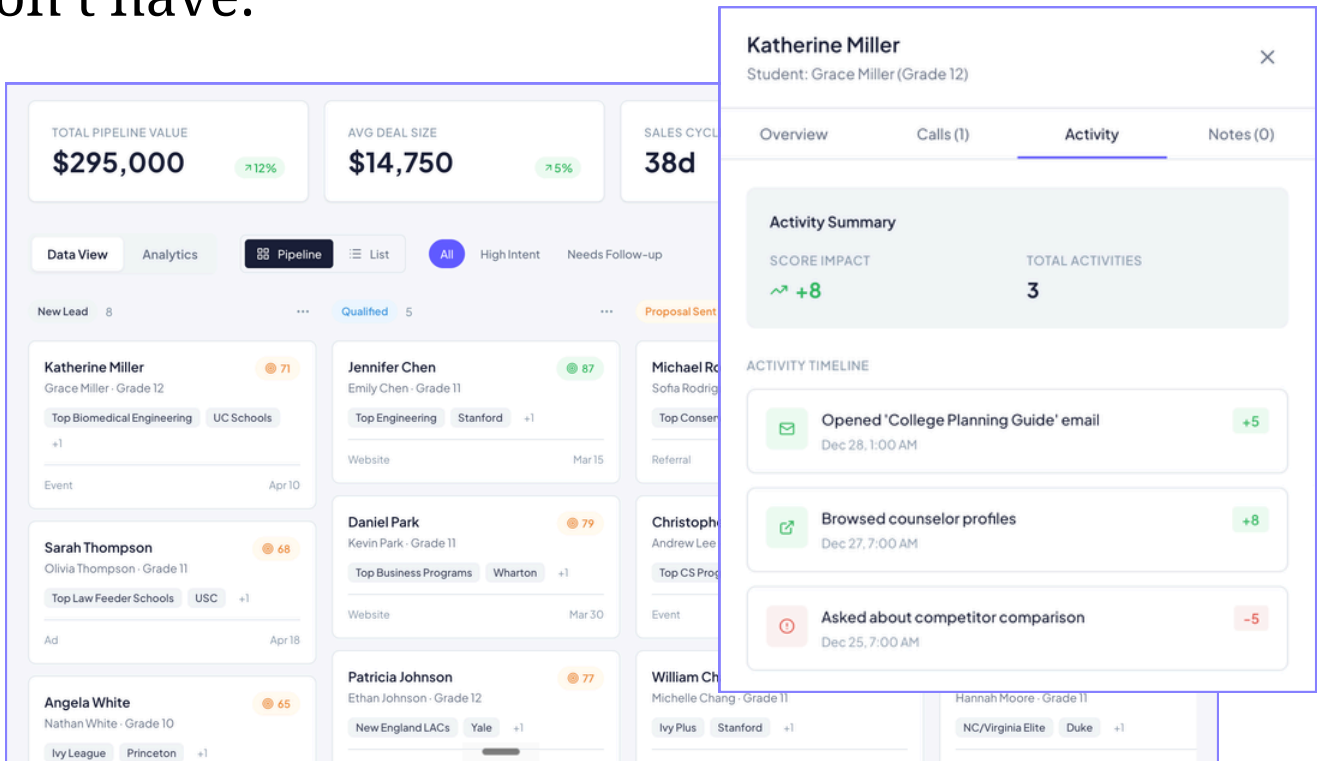 have.
Katherine Miller
Student: Grace Miller (Grade 12)
Overview
Calls (1)
Activity
Notes (0)
Activity Summary
SCORE IMPACT
TOTAL ACTIVITIES
+8
3
ACTIVITY TIMELINE
Opened 'College Planning Guide' email
+5
Dec 28, 1:00 AM
Browsed counselor profiles
+8
Dec 27, 7:00 AM
Asked about competitor comparison
-5
Dec 25, 7:00 AM
TOTAL PIPELINE VALUE
$295,000
12%
AVG DEAL SIZE
$14,750
5%
SALES
38d
Data View
Analytics
Pipeline
List
All
High Intent
Needs Follow-up
New Lead 8
Katherine Miller
71
Grace Miller · Grade 12
Top Biomedical Engineering
UC Schools
+1
Event
Apr 10
Sarah Thompson
68
Olivia Thompson · Grade 11
Top Law Feeder Schools
USC
+1
Ad
Apr 18
Angela White
65
Nathan White · Grade 10
Ivy League
Princeton
+1
Qualified 5
Jennifer Chen
87
Emily Chen · Grade 11
Top Engineering
Stanford
+1
Website
Mar 15
Daniel Park
79
Kevin Park · Grade 11
Top Business Programs
Wharton
+1
Website
Mar 30
Patricia Johnson
77
Ethan Johnson · Grade 12
New England LACs
Yale
+1
Proposal Sent
Michael
Sofia
Top
Referral
Andrew Lee
Top CS
Event
William
Michelle Chang · Grade 11
Ivy Plus
Stanford
+1
Hannah Moore · Grade 11
NC/Virginia Elite
Duke
+1